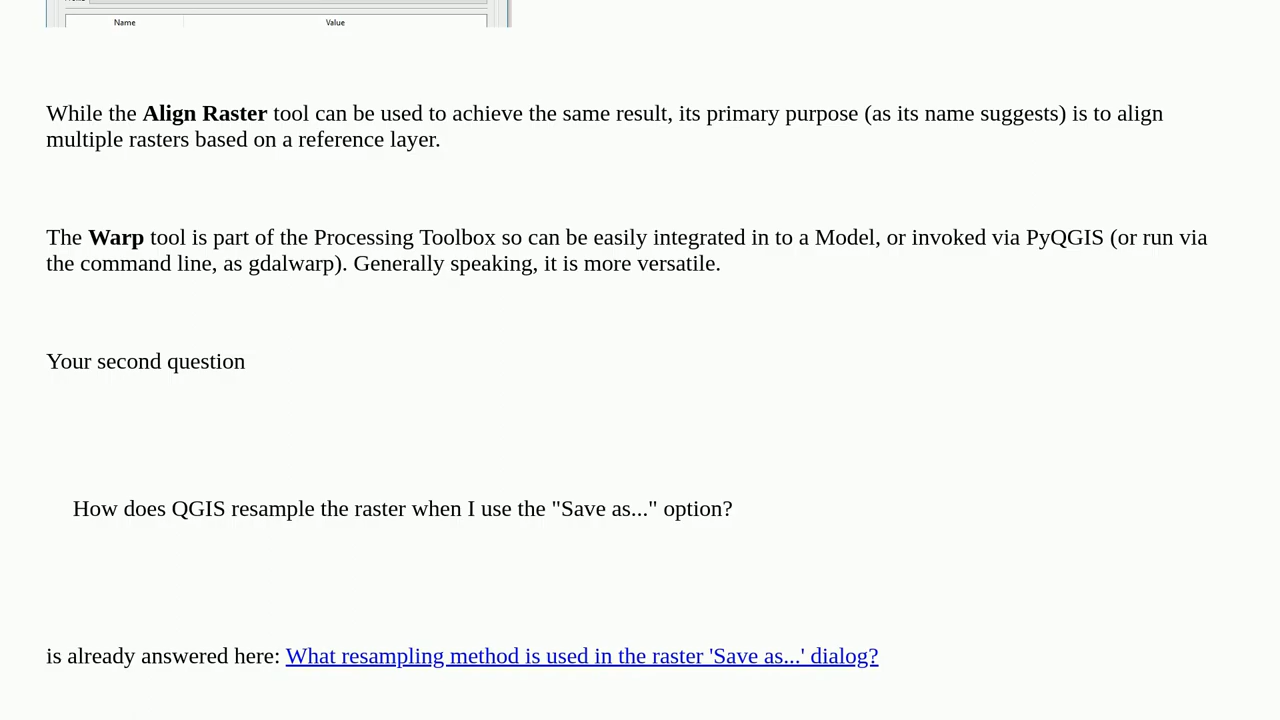 Name Value
While the Align Raster tool can be used to achieve the same result, its primary purpose (as its name suggests) is to align
multiple rasters based on a reference layer.
The Warp tool is part of the Processing Toolbox so can be easily integrated in to a Model, or invoked via PyQGIS (or run via
the command line, as gdalwarp). Generally speaking, it is more versatile.
Your second question
How does QGIS resample the raster when I use the "Save as..." option?
is already answered here: What resampling method is used in the raster 'Save as...' dialog?